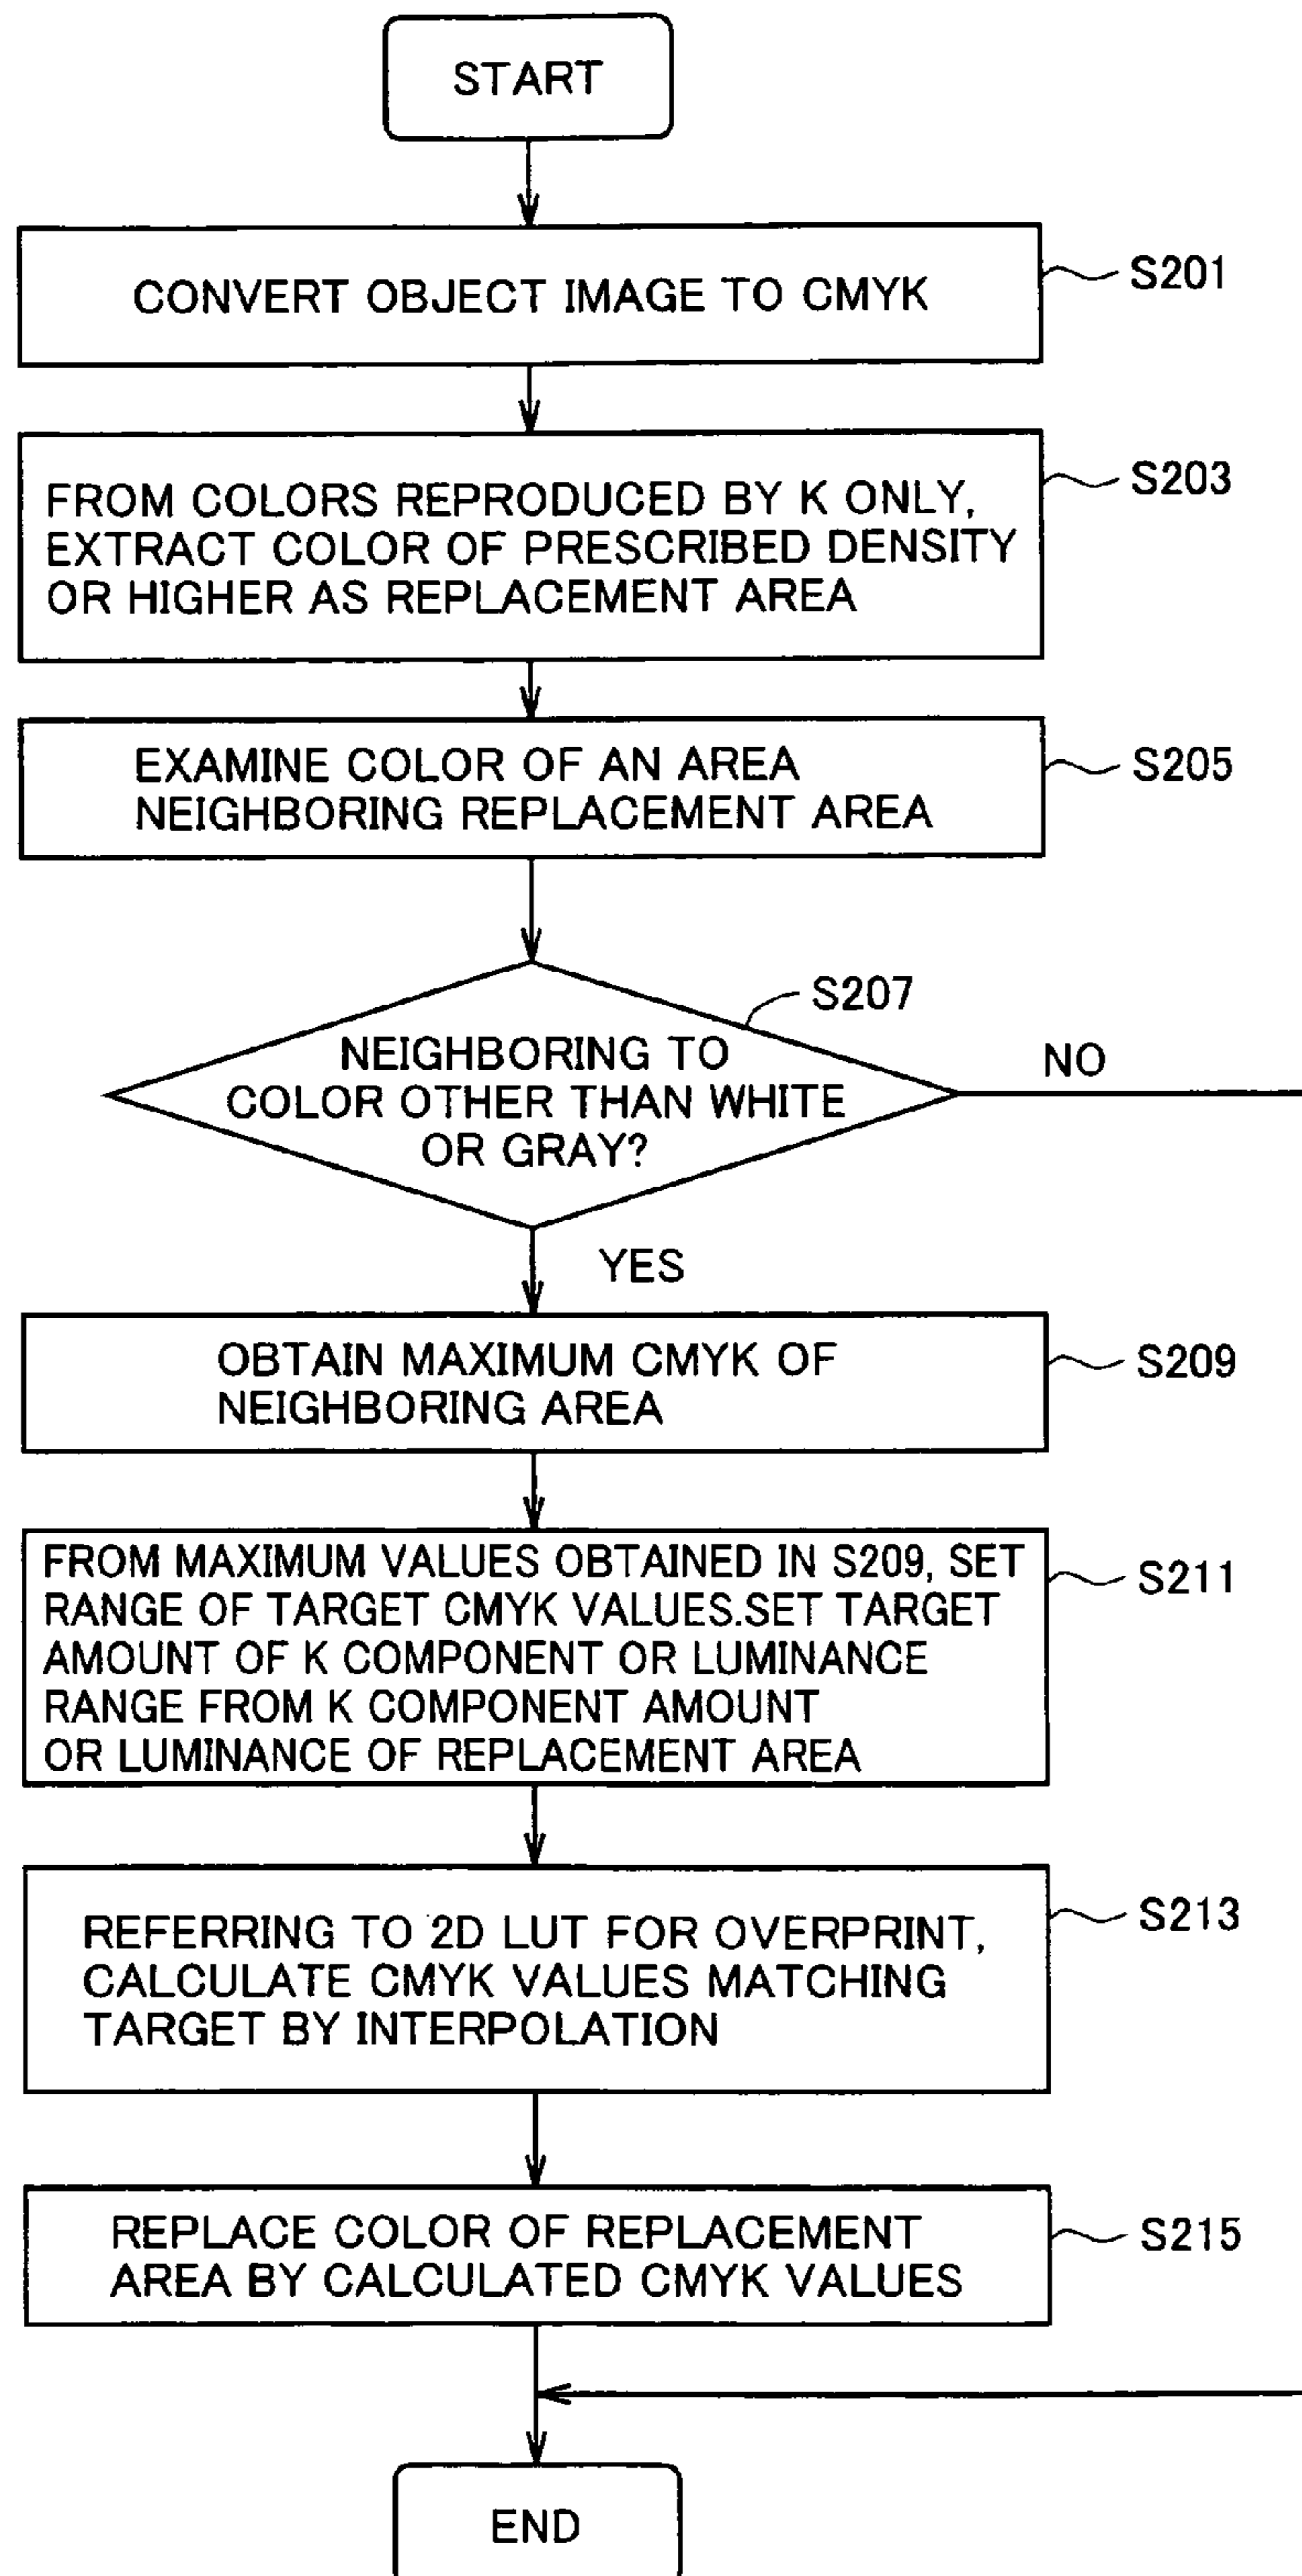 START
CONVERT OBJECT IMAGE TO CMYK
S201
FROM COLORS REPRODUCED BY K ONLY,
EXTRACT COLOR OF PRESCRIBED DENSITY
OR HIGHER AS REPLACEMENT AREA
S203
EXAMINE COLOR OF AN AREA
NEIGHBORING REPLACEMENT AREA
S205
S207
NEIGHBORING TO
COLOR OTHER THAN WHITE
OR GRAY?
NO
YES
OBTAIN MAXIMUM CMYK OF
NEIGHBORING AREA
S209
FROM MAXIMUM VALUES OBTAINED IN S209, SET
RANGE OF TARGET CMYK VALUES.SET TARGET
AMOUNT OF K COMPONENT OR LUMINANCE
RANGE FROM K COMPONENT AMOUNT
OR LUMINANCE OF REPLACEMENT AREA
S211
REFERRING TO 2D LUT FOR OVERPRINT,
CALCULATE CMYK VALUES MATCHING
TARGET BY INTERPOLATION
S213
REPLACE COLOR OF REPLACEMENT
AREA BY CALCULATED CMYK VALUES
S215
END